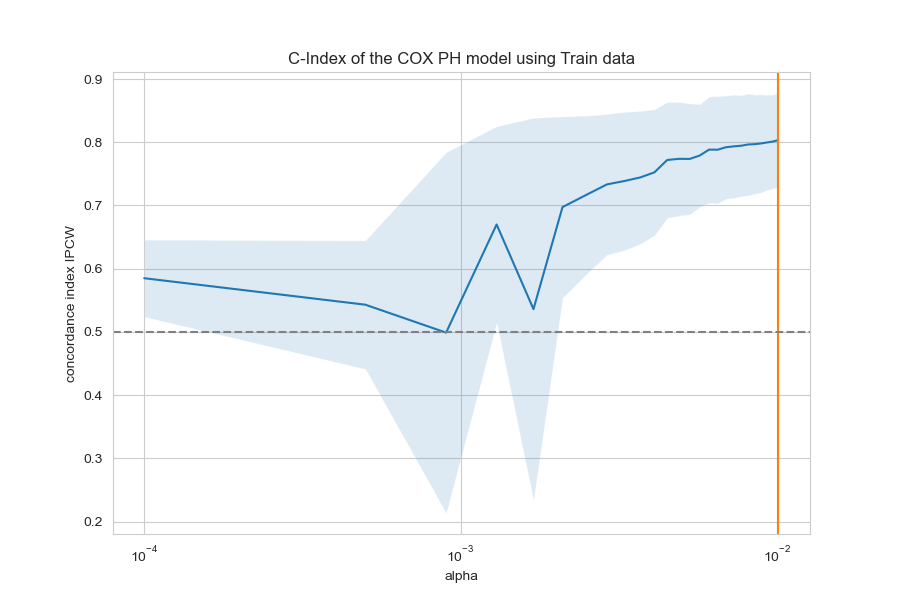 C-Index of the COX PH model using Train data
concordance index IPCW
0.9
0.8
0.7
0.6
0.5
0.4
0.3
0.2
10⁻⁴ 10⁻³ 10⁻²
alpha